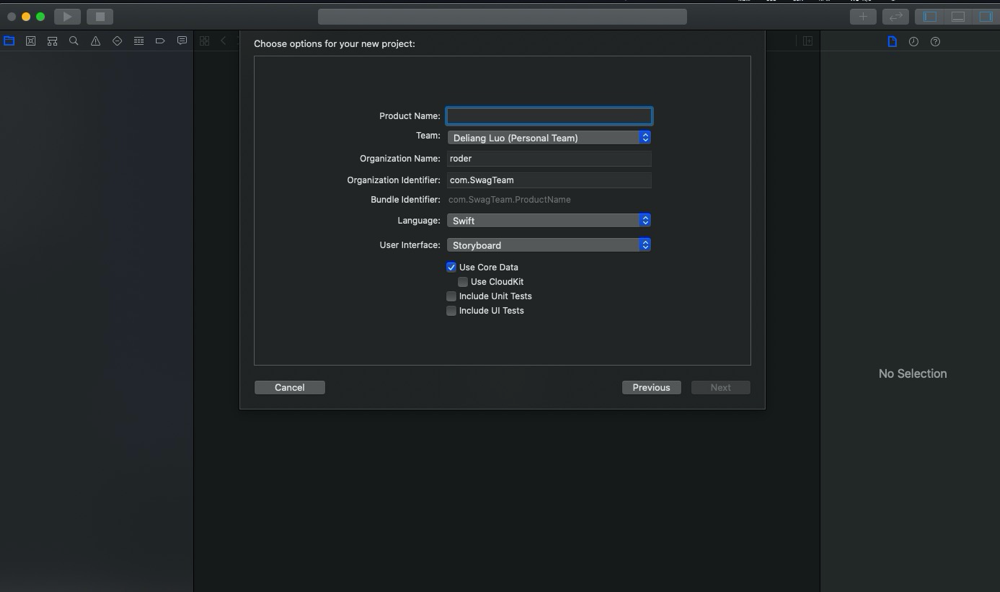 Choose options for your new project:
Product Name:
Team: Deliang Luo (Personal Team)
Organization Name: roder
Organization Identifier: com.SwagTeam
Bundle Identifier: com.SwagTeam.ProductName
Language: Swift
User Interface: Storyboard
Use Core Data
Use CloudKit
Include Unit Tests
Include UI Tests
No Selection
Cancel
Previous
Next